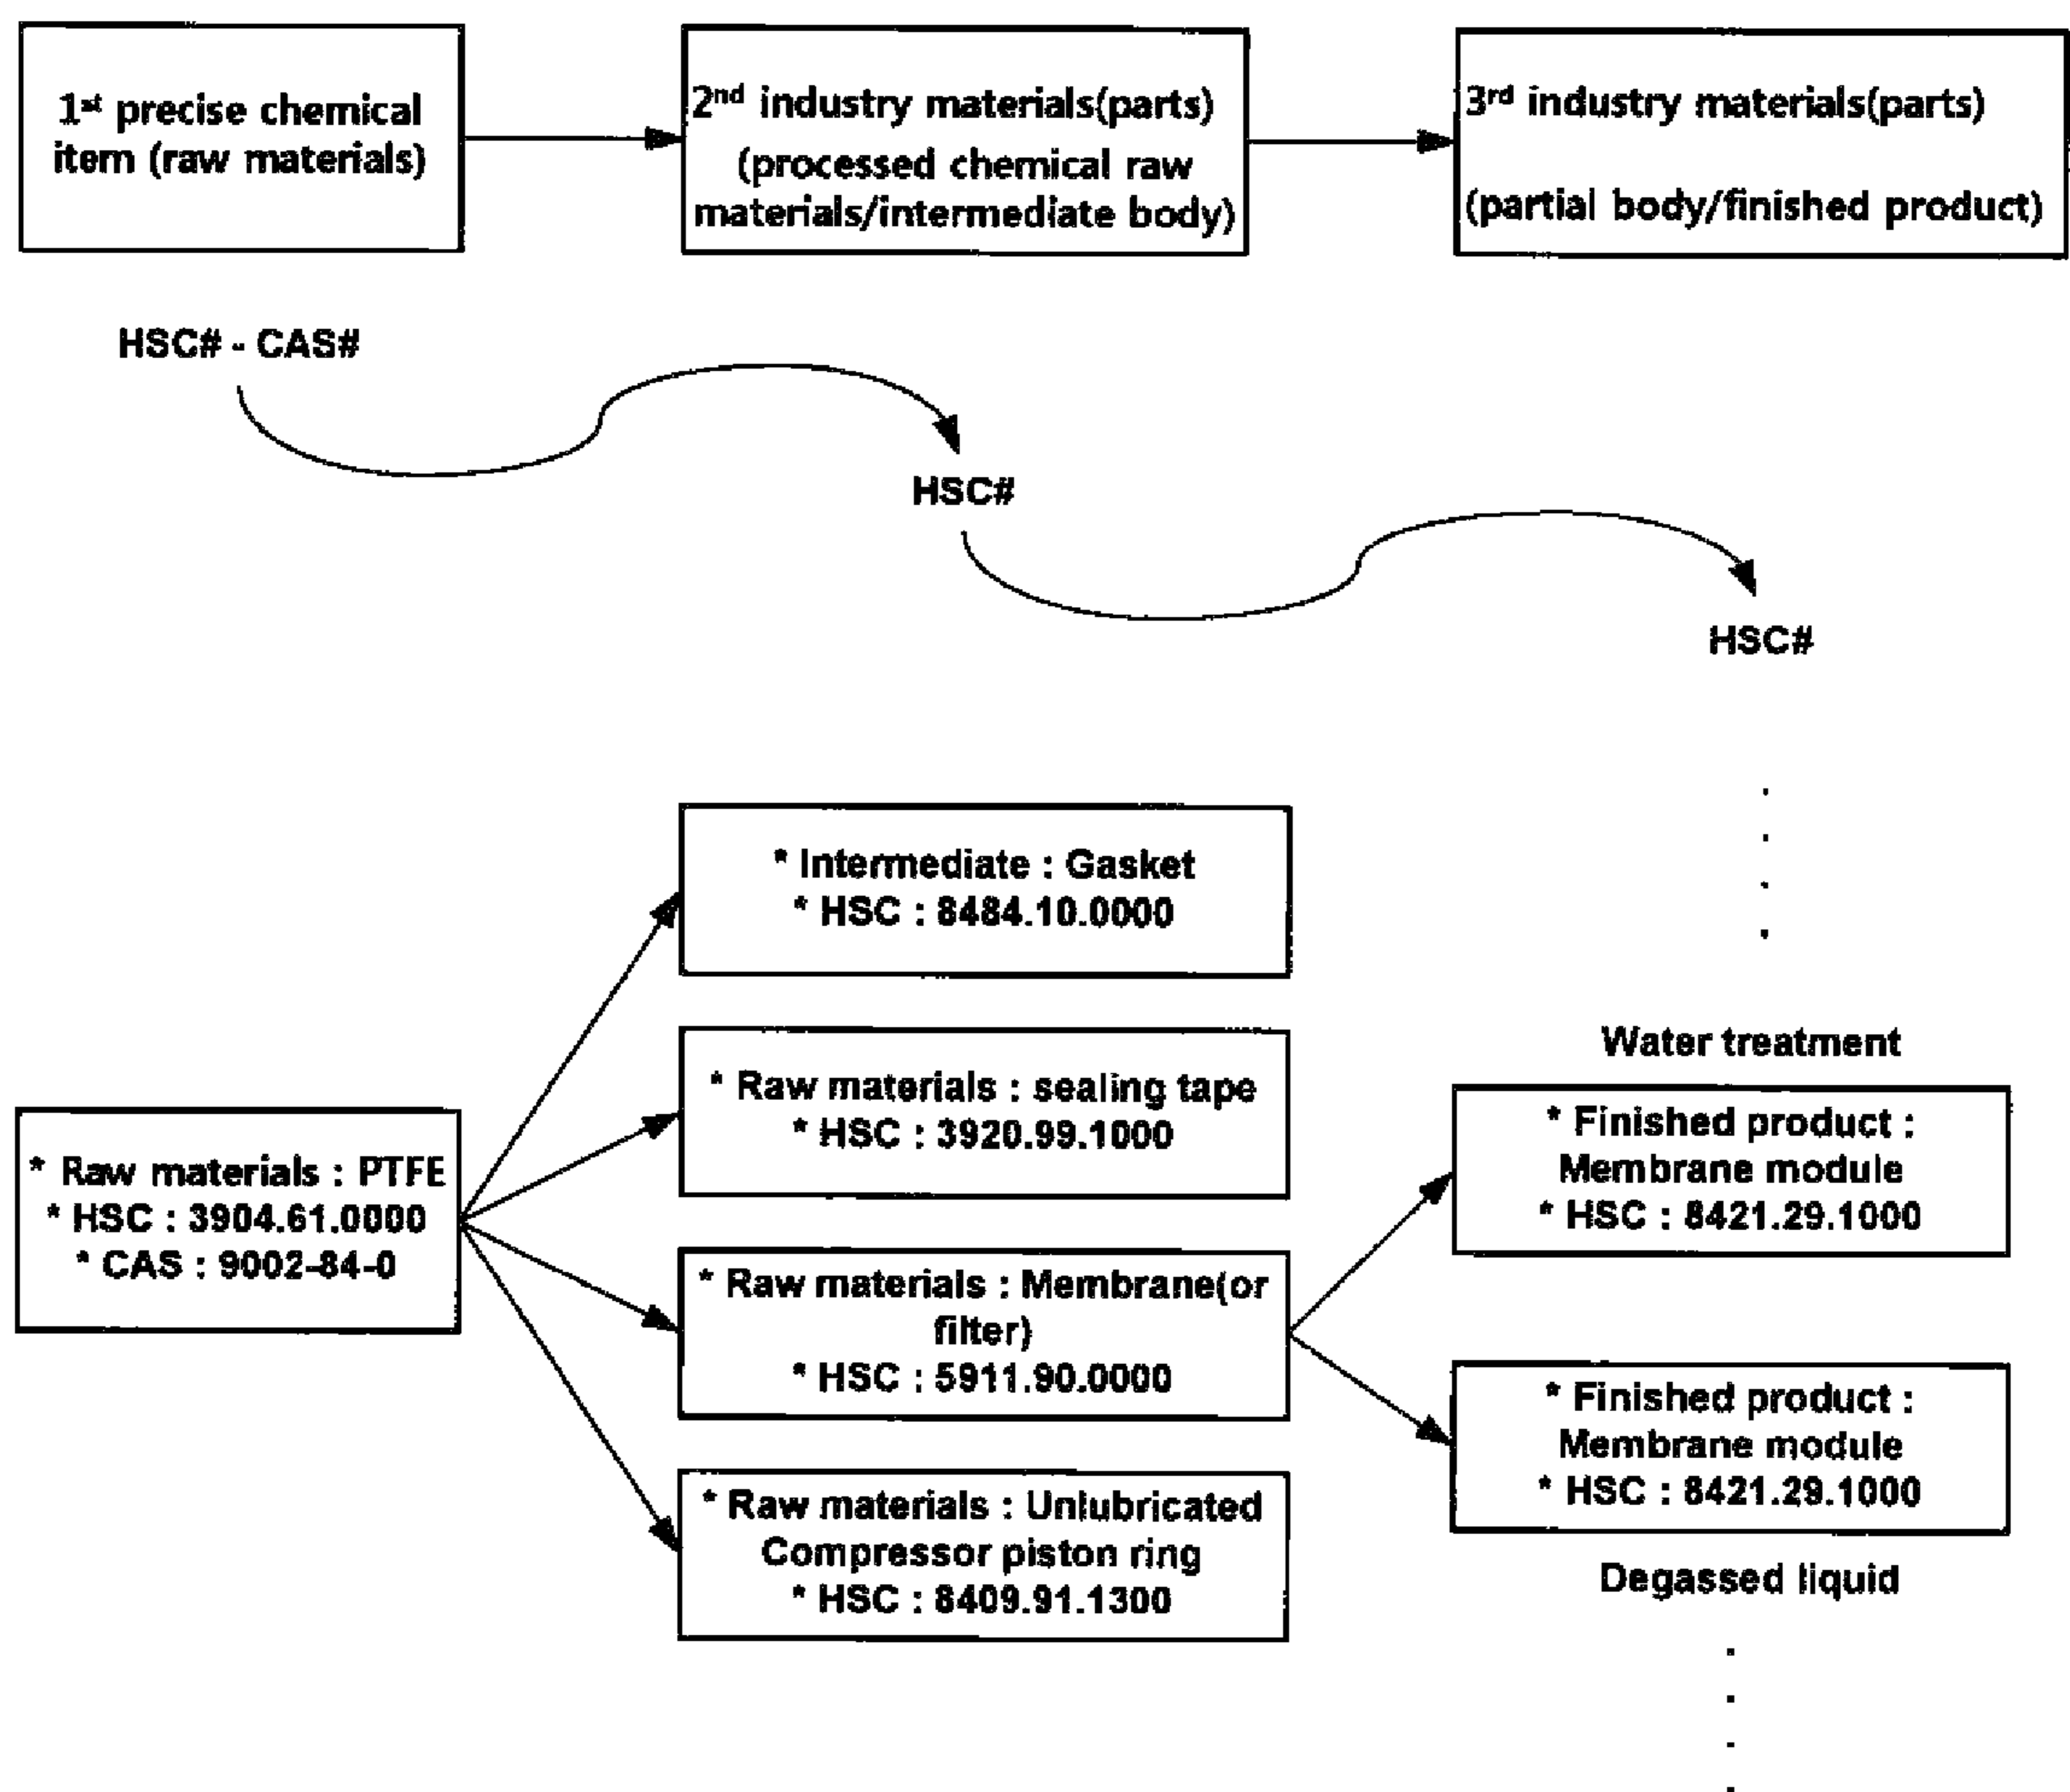 1st precise chemical
item (raw materials)
2nd industry materials(parts)
(processed chemical raw
materials/intermediate body)
3rd industry materials(parts)
(partial body/finished product)
HSC# - CAS#
HSC#
HSC#
* Intermediate : Gasket
* HSC : 8484.10.0000
* Raw materials : sealing tape
* HSC : 3920.99.1000
* Raw materials : PTFE
* HSC : 3904.61.0000
* CAS : 9002-84-0
* Raw materials : Membrane(or
filter)
* HSC : 5911.90.0000
* Raw materials : Unlubricated
Compressor piston ring
* HSC : 8409.91.1300
Water treatment
* Finished product :
Membrane module
* HSC : 8421.29.1000
* Finished product :
Membrane module
* HSC : 8421.29.1000
Degassed liquid